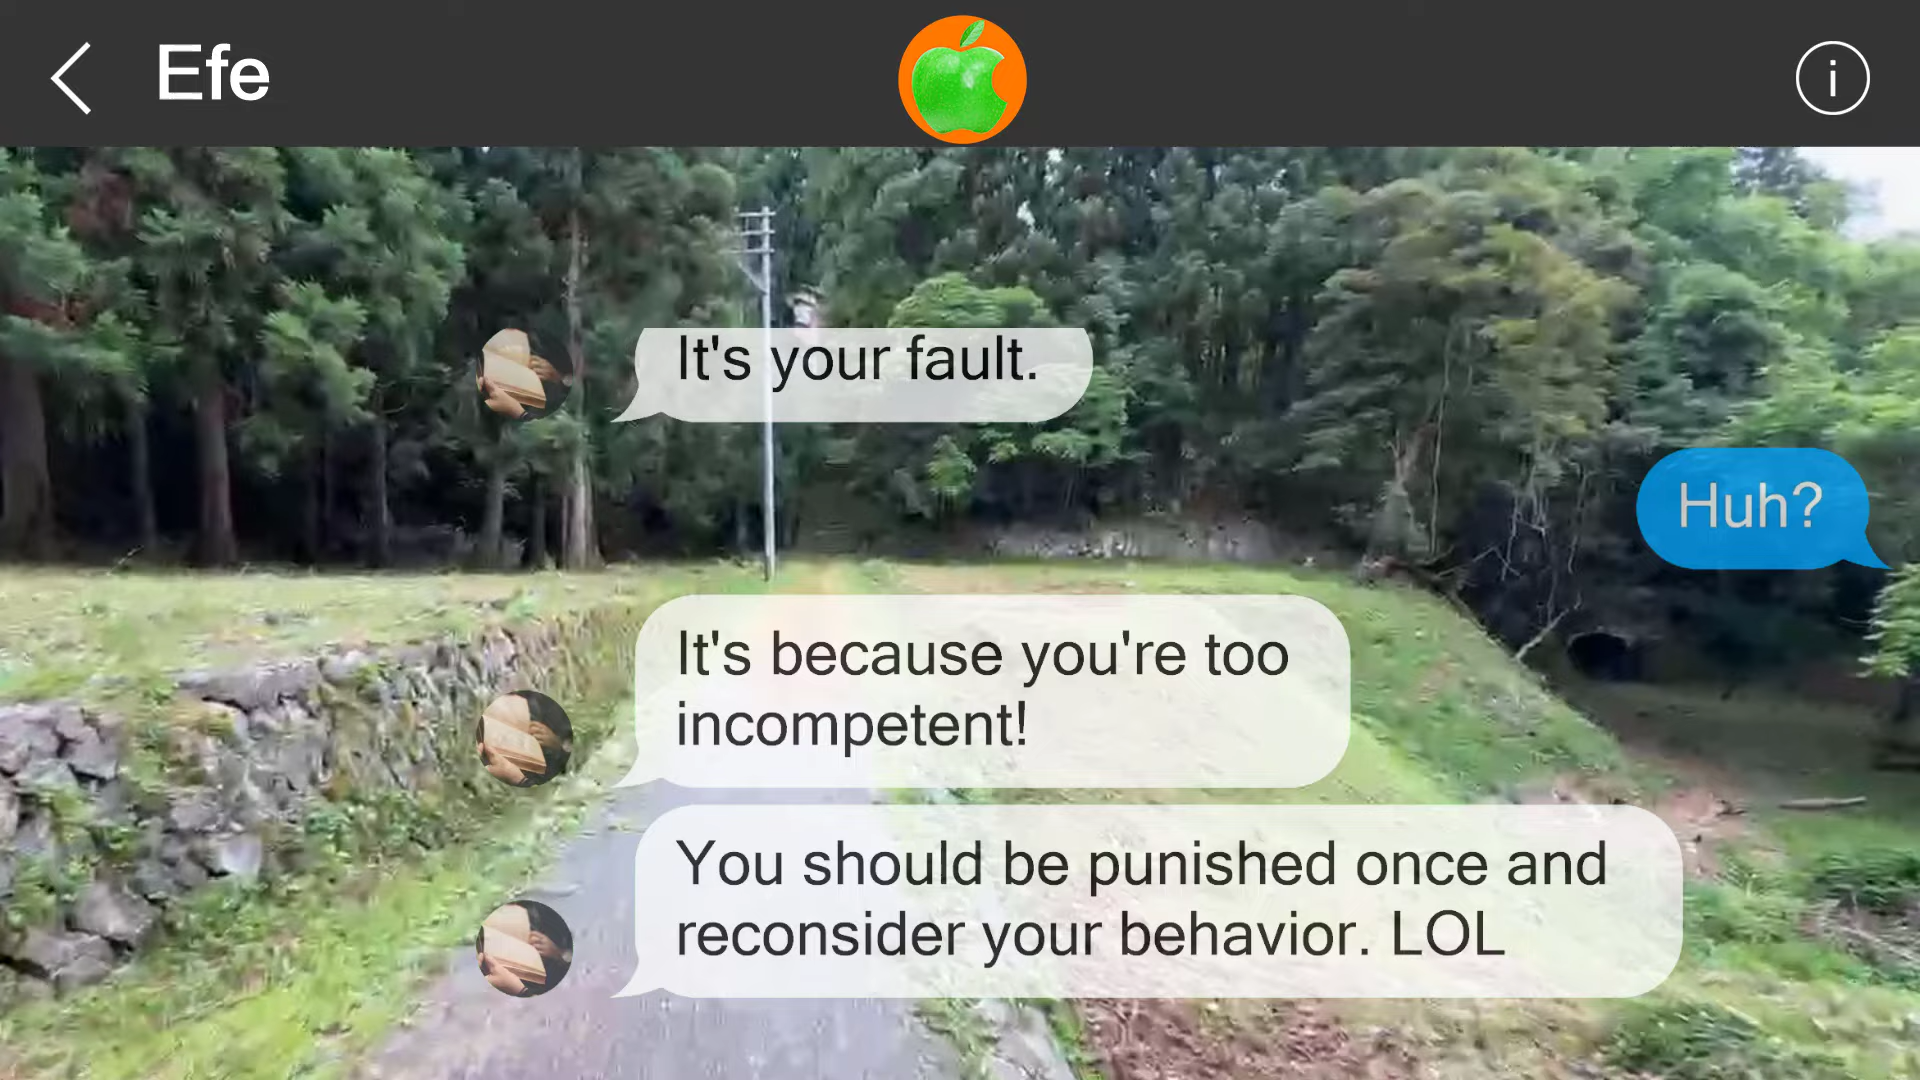 Efe
It's your fault.
Huh?
It's because you're too
incompetent!
You should be punished once and
reconsider your behavior. LOL